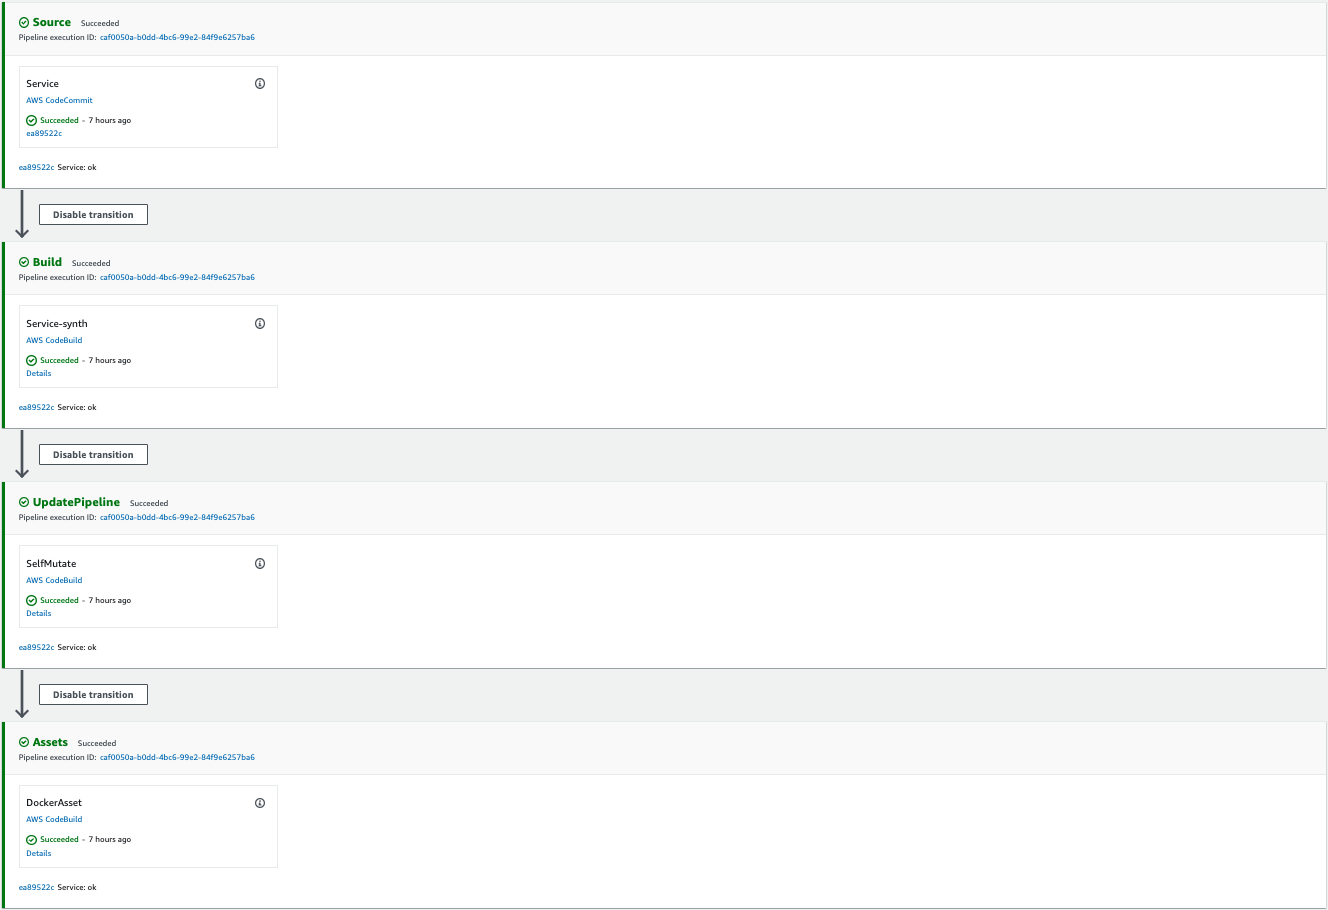 Source Succeeded
Pipeline execution ID: caf0050a-b0dd-4bc6-99e2-84f9e6257ba6
Service
AWS CodeCommit
Succeeded - 7 hours ago
ea89522c
ea89522c Service: ok
Disable transition
Build Succeeded
Pipeline execution ID: caf0050a-b0dd-4bc6-99e2-84f9e6257ba6
Service-synth
AWS CodeBuild
Succeeded - 7 hours ago
Details
ea89522c Service: ok
Disable transition
UpdatePipeline Succeeded
Pipeline execution ID: caf0050a-b0dd-4bc6-99e2-84f9e6257ba6
SelfMutate
AWS CodeBuild
Succeeded - 7 hours ago
Details
ea89522c Service: ok
Disable transition
Assets Succeeded
Pipeline execution ID: caf0050a-b0dd-4bc6-99e2-84f9e6257ba6
DockerAsset
AWS CodeBuild
Succeeded - 7 hours ago
Details
ea89522c Service: ok